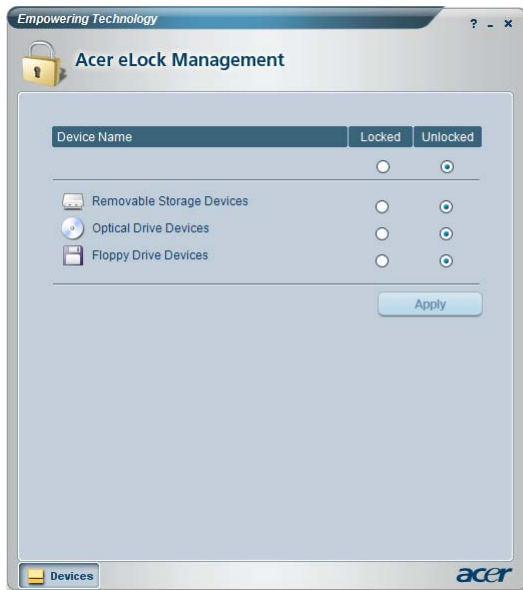 Empowering Technology ? - ×
Acer eLock Management
Device Name Locked Unlocked
Removable Storage Devices
Optical Drive Devices
Floppy Drive Devices
Apply
Devices acer